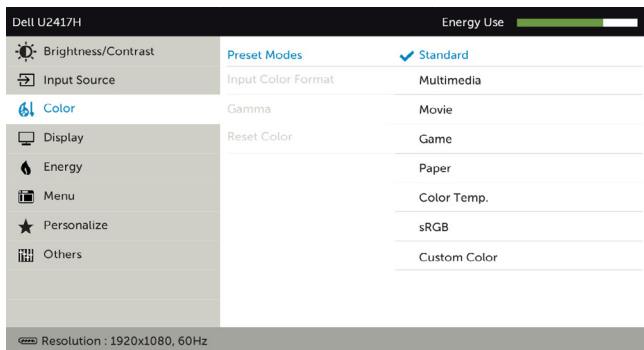 Dell U2417H Energy Use
Brightness/Contrast Preset Modes Standard
Input Source Input Color Format Multimedia
Color Gamma Movie
Display Reset Color Game
Energy Paper
Menu Color Temp.
Personalize sRGB
Others Custom Color
Resolution : 1920x1080, 60Hz